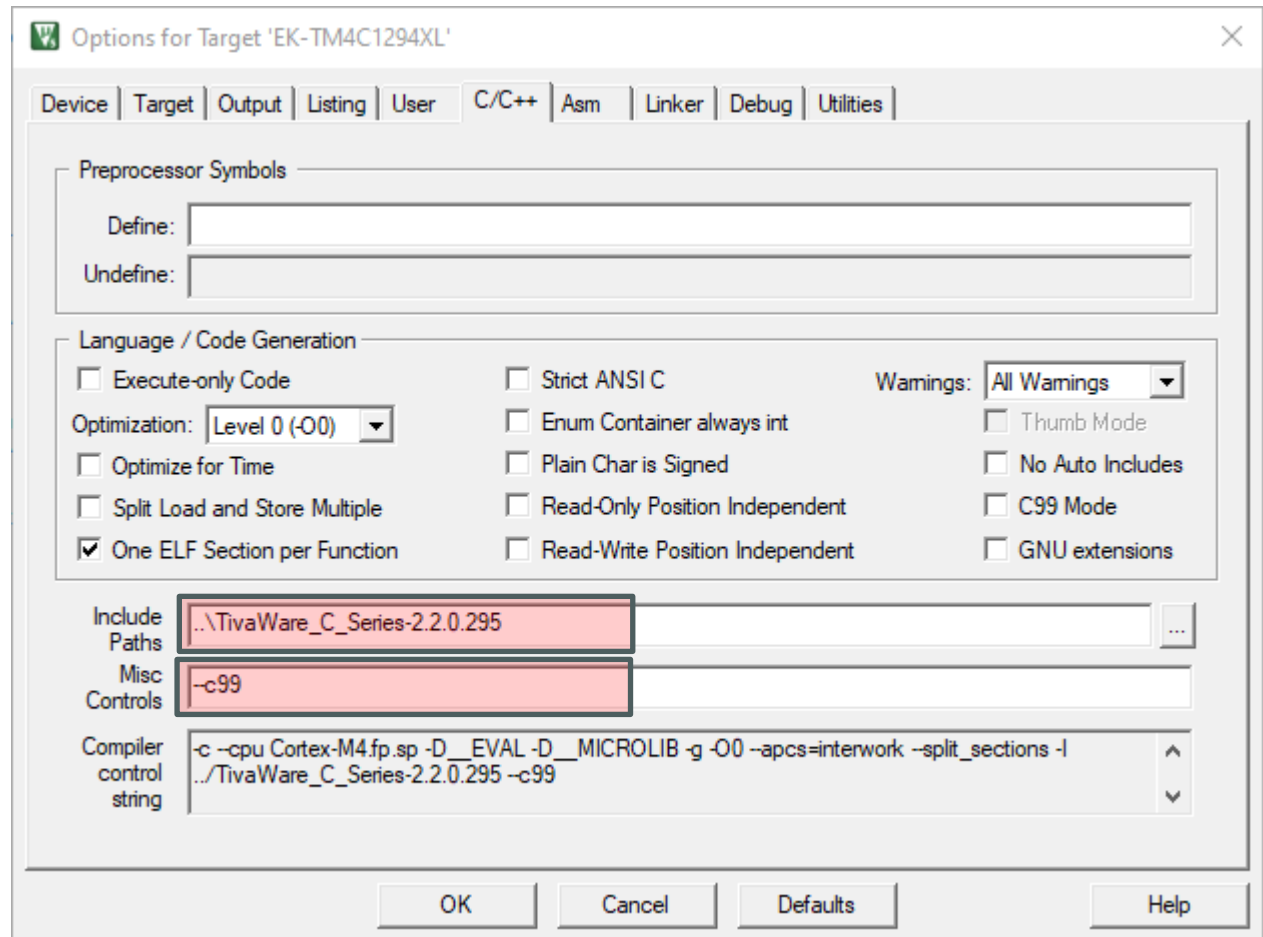 Options for Target 'EK-TM4C1294XL'
Device Target Output Listing User C/C++ Asm Linker Debug Utilities
Preprocessor Symbols
Define:
Undefine:
Language / Code Generation
Execute-only Code
Strict ANSI C
Warnings: All Warnings
Optimization: Level 0 (-O0)
Enum Container always int
Thumb Mode
Optimize for Time
Plain Char is Signed
No Auto Includes
Split Load and Store Multiple
Read-Only Position Independent
C99 Mode
One ELF Section per Function
Read-Write Position Independent
GNU extensions
Include
Paths
..\TivaWare_C_Series-2.2.0.295
...
Misc
Controls
--c99
Compiler
control
string
-c --cpu Cortex-M4.fp.sp -D__EVAL -D__MICROLIB -g -O0 --apcs=interwork --split_sections -I
../TivaWare_C_Series-2.2.0.295 --c99
OK Cancel Defaults Help